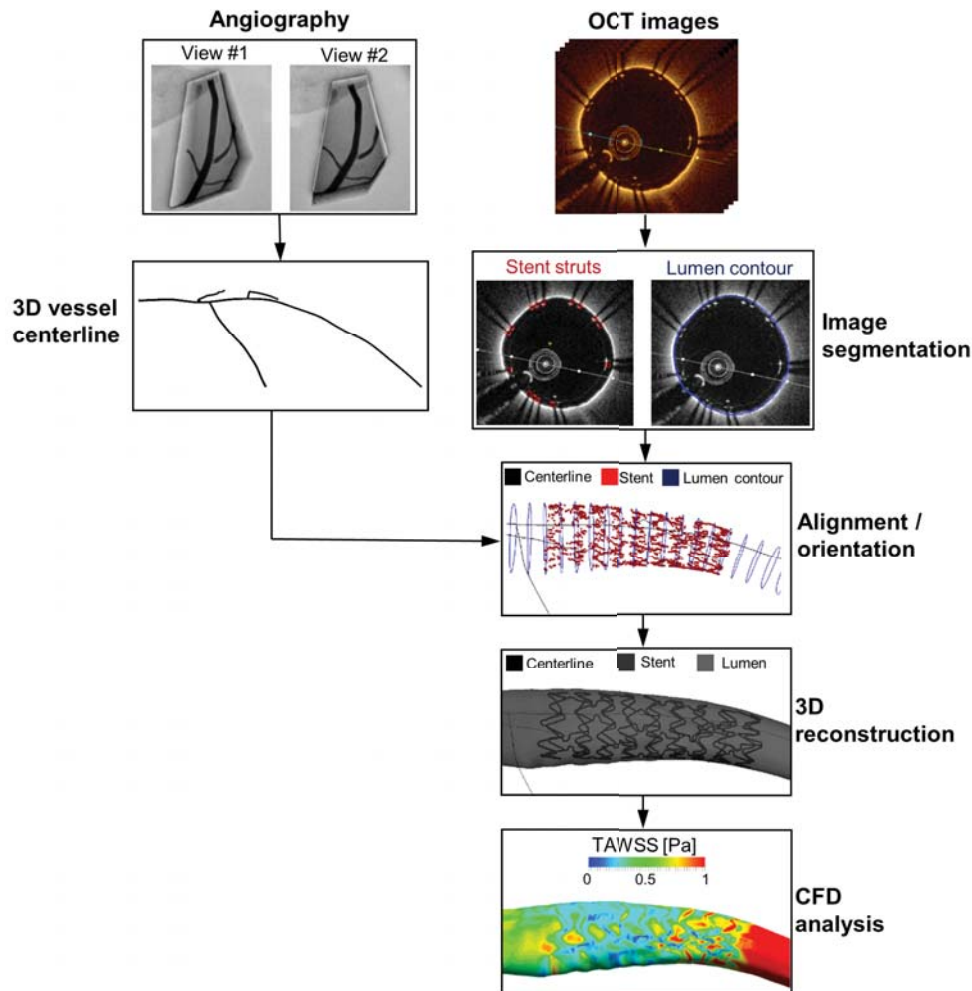 Angiography
View #1
View #2
OCT images
3D vessel
centerline
Stent struts
Lumen contour
Image
segmentation
Centerline
Stent
Lumen contour
Alignment /
orientation
Centerline
Stent
Lumen
3D
reconstruction
TAWSS [Pa]
0
0.5
1
CFD
analysis